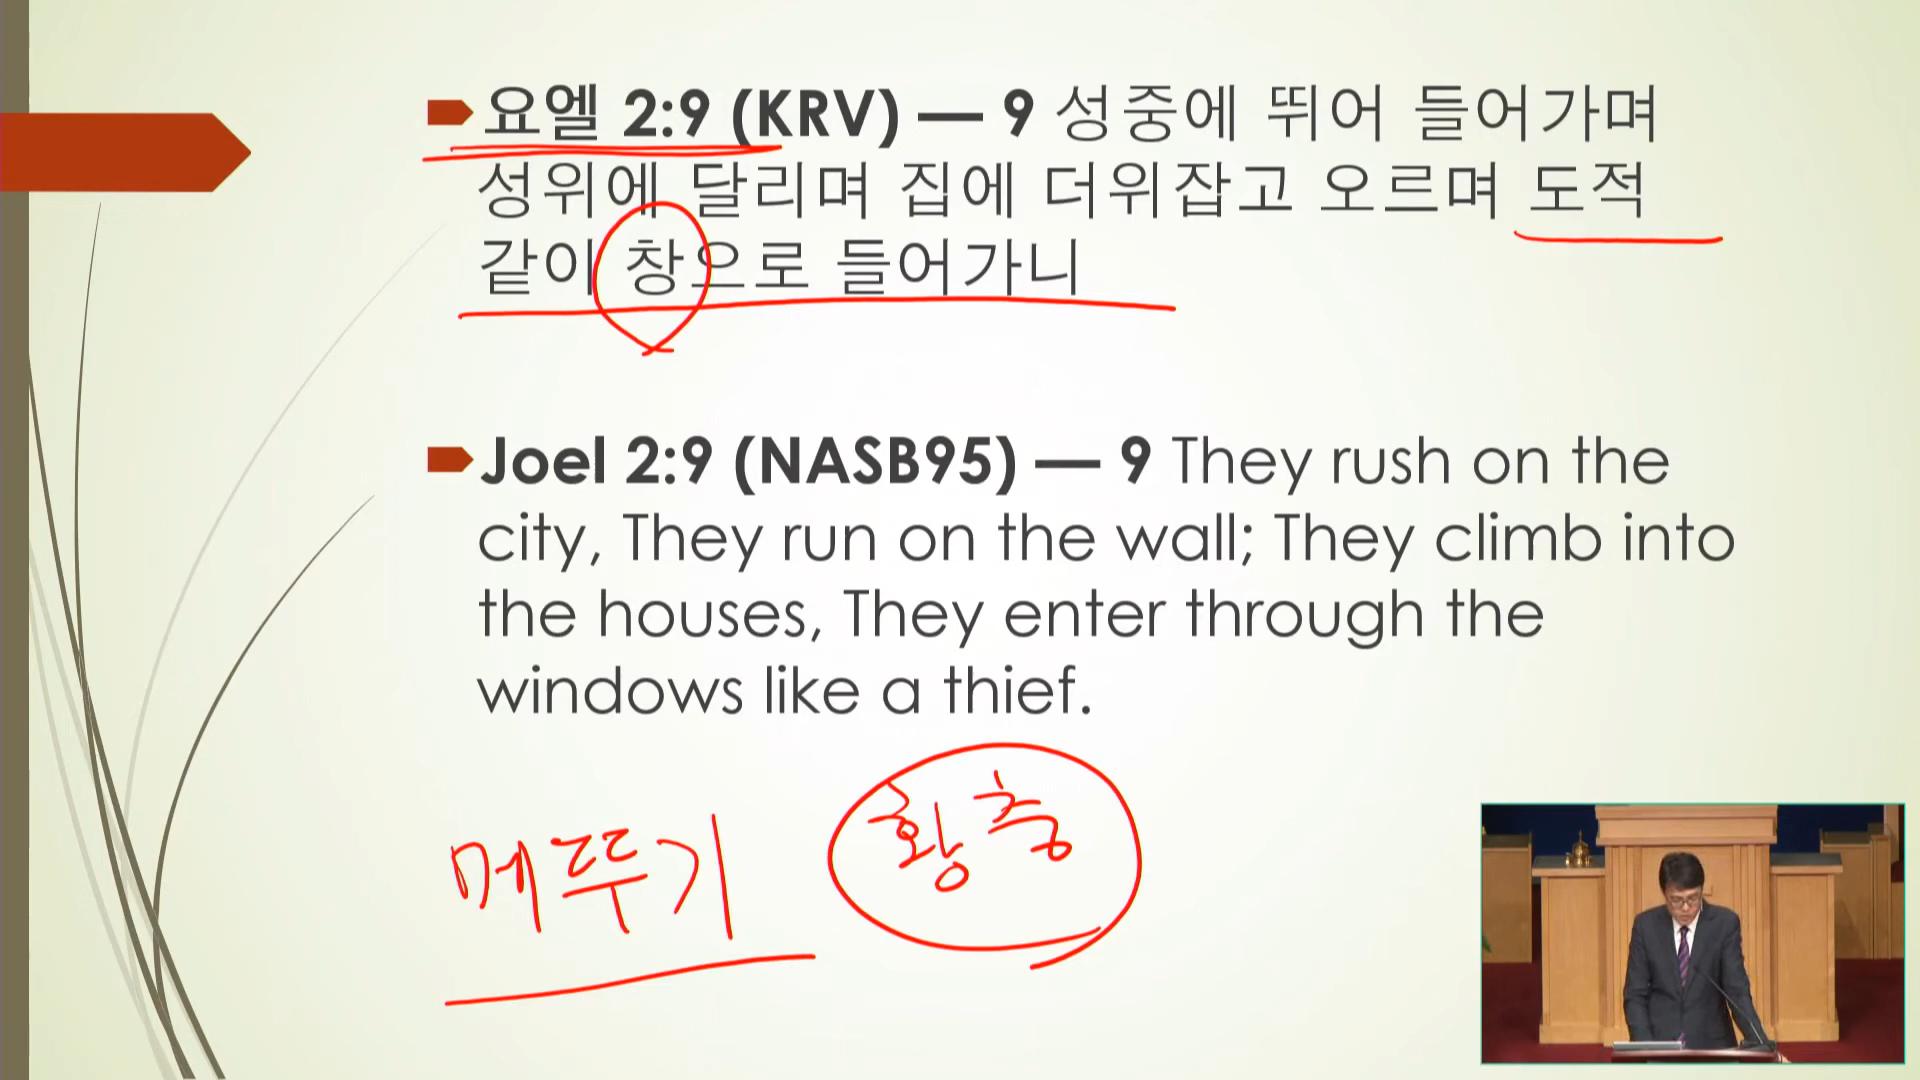 요엘 2:9 (KRV) — 9 성중에 뛰어 들어가며
성위에 달리며 집에 더위잡고 오르며 도적
같이 창으로 들어가니
Joel 2:9 (NASB95) — 9 They rush on the
city, They run on the wall; They climb into
the houses, They enter through the
windows like a thief.
메뚜기 황충